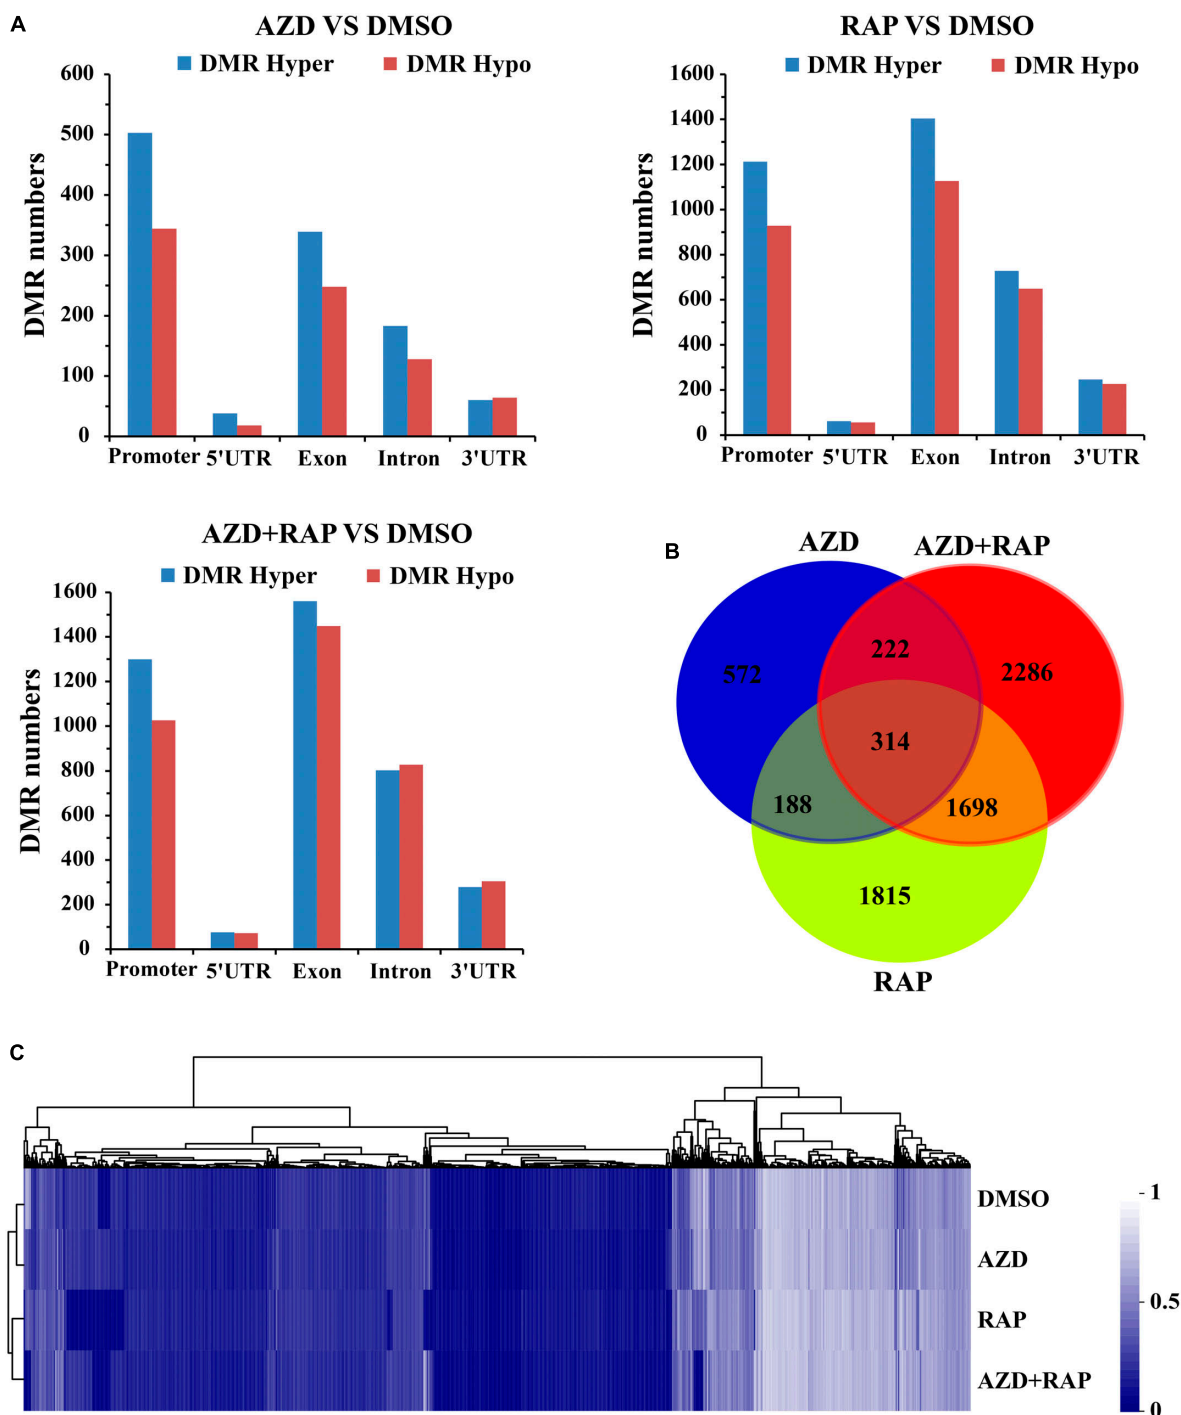 A
AZD VS DMSO
DMR Hyper
DMR Hypo
DMR numbers
600
500
400
300
200
100
0
Promoter
5'UTR
Exon
Intron
3'UTR
RAP VS DMSO
DMR Hyper
DMR Hypo
DMR numbers
1600
1400
1200
1000
800
600
400
200
0
Promoter
5'UTR
Exon
Intron
3'UTR
AZD+RAP VS DMSO
DMR Hyper
DMR Hypo
DMR numbers
1600
1400
1200
1000
800
600
400
200
0
Promoter
5'UTR
Exon
Intron
3'UTR
B
AZD
AZD+RAP
572
222
2286
314
188
1698
1815
RAP
C
DMSO
AZD
RAP
AZD+RAP
1
0.5
0